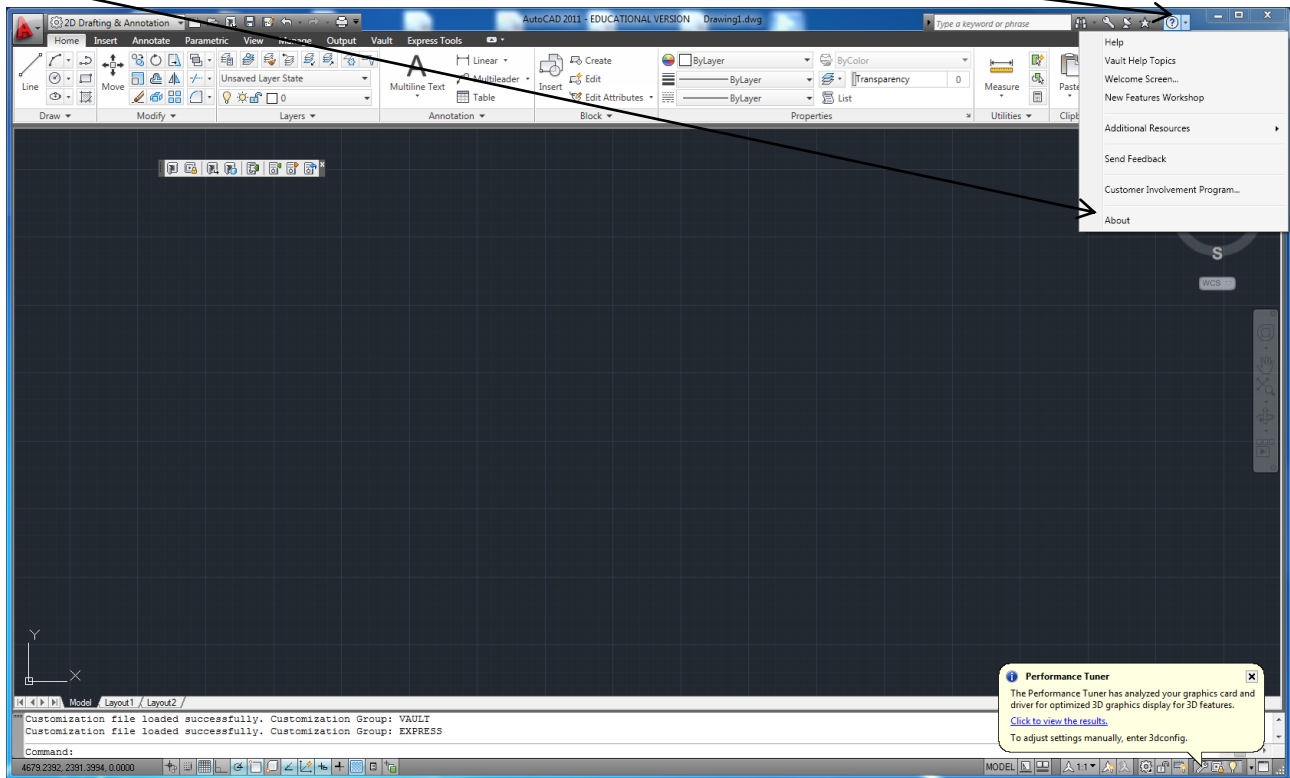 2D Drafting & Annotation
AutoCAD 2011 - EDUCATIONAL VERSION Drawing1.dwg
Type a keyword or phrase
Home Insert Annotate Parametric View Manage Output Vault Express Tools
Line
Move
Unsaved Layer State
0
Multiline Text
Linear
Multileader
Table
Insert
Create
Edit
Edit Attributes
ByLayer
ByLayer
ByLayer
ByColor
Transparency 0
List
Measure
Paste
Draw Modify Layers Annotation Block Properties Utilities
Help
Vault Help Topics
Welcome Screen...
New Features Workshop
Additional Resources
Send Feedback
Customer Involvement Program...
About
S
WCS
Y
X
Performance Tuner
The Performance Tuner has analyzed your graphics card and
driver for optimized 3D graphics display for 3D features.
Click to view the results.
To adjust settings manually, enter 3dconfig.
Model Layout1 Layout2
Customization file loaded successfully. Customization Group: VAULT
Customization file loaded successfully. Customization Group: EXPRESS
Command:
4679.2392, 2391.3994, 0.0000
MODEL
1:1